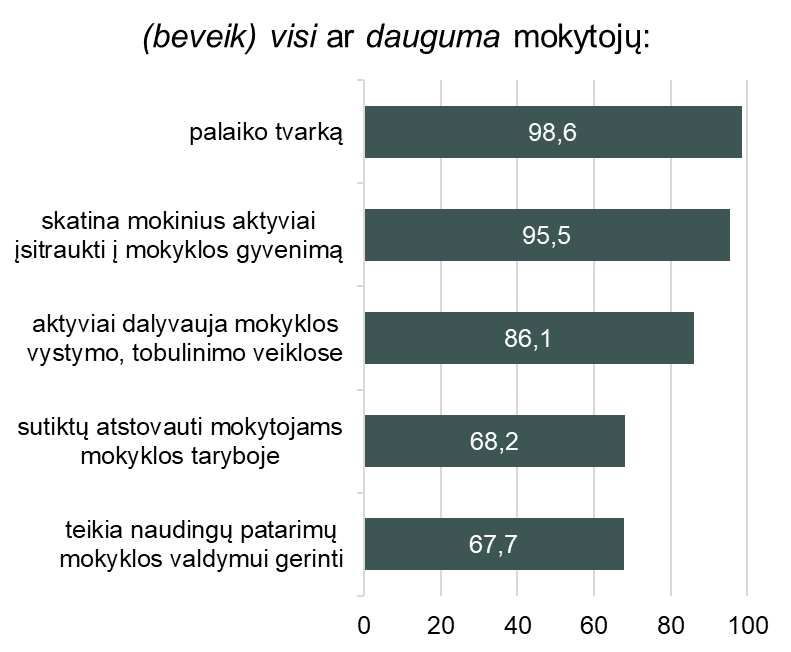 (beveik) visi ar dauguma mokytojų:
palaiko tvarką
98,6
skatina mokinius aktyviai
įsitraukti į mokyklos gyvenimą
95,5
aktyviai dalyvauja mokyklos
vystymo, tobulinimo veiklose
86,1
sutiktų atstovauti mokytojams
mokyklos taryboje
68,2
teikia naudingų patarimų
mokyklos valdymui gerinti
67,7
0 20 40 60 80 100